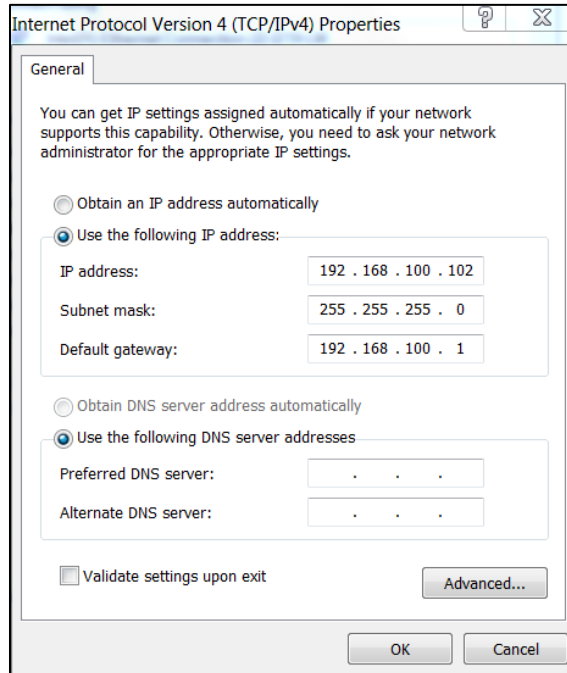 Internet Protocol Version 4 (TCP/IPv4) Properties
General
You can get IP settings assigned automatically if your network
supports this capability. Otherwise, you need to ask your network
administrator for the appropriate IP settings.
Obtain an IP address automatically
Use the following IP address:
IP address: 192 . 168 . 100 . 102
Subnet mask: 255 . 255 . 255 . 0
Default gateway: 192 . 168 . 100 . 1
Obtain DNS server address automatically
Use the following DNS server addresses
Preferred DNS server: . . .
Alternate DNS server: . . .
Validate settings upon exit
Advanced...
OK Cancel